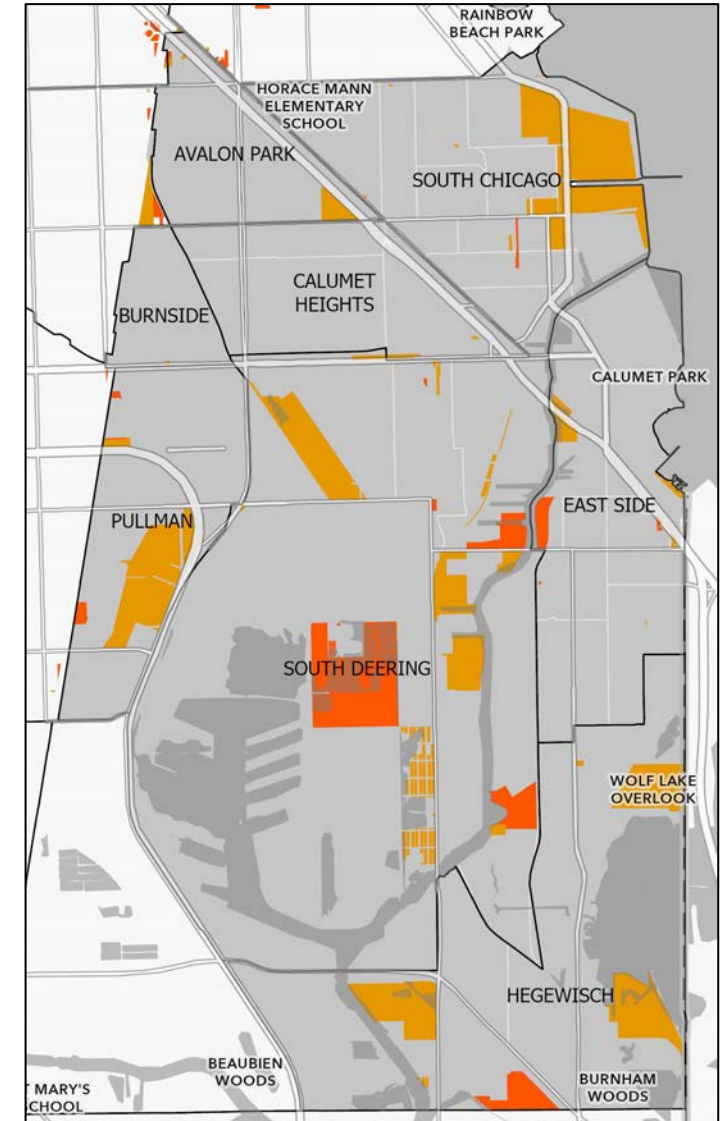 RAINBOW
BEACH PARK
HORACE MANN
ELEMENTARY
SCHOOL
AVALON PARK
SOUTH CHICAGO
CALUMET
HEIGHTS
BURNSIDE
CALUMET PARK
EAST SIDE
PULLMAN
SOUTH DEERING
WOLF LAKE
OVERLOOK
HEGEWISCH
BEAUBIEN
WOODS
BURNHAM
WOODS
MARY'S